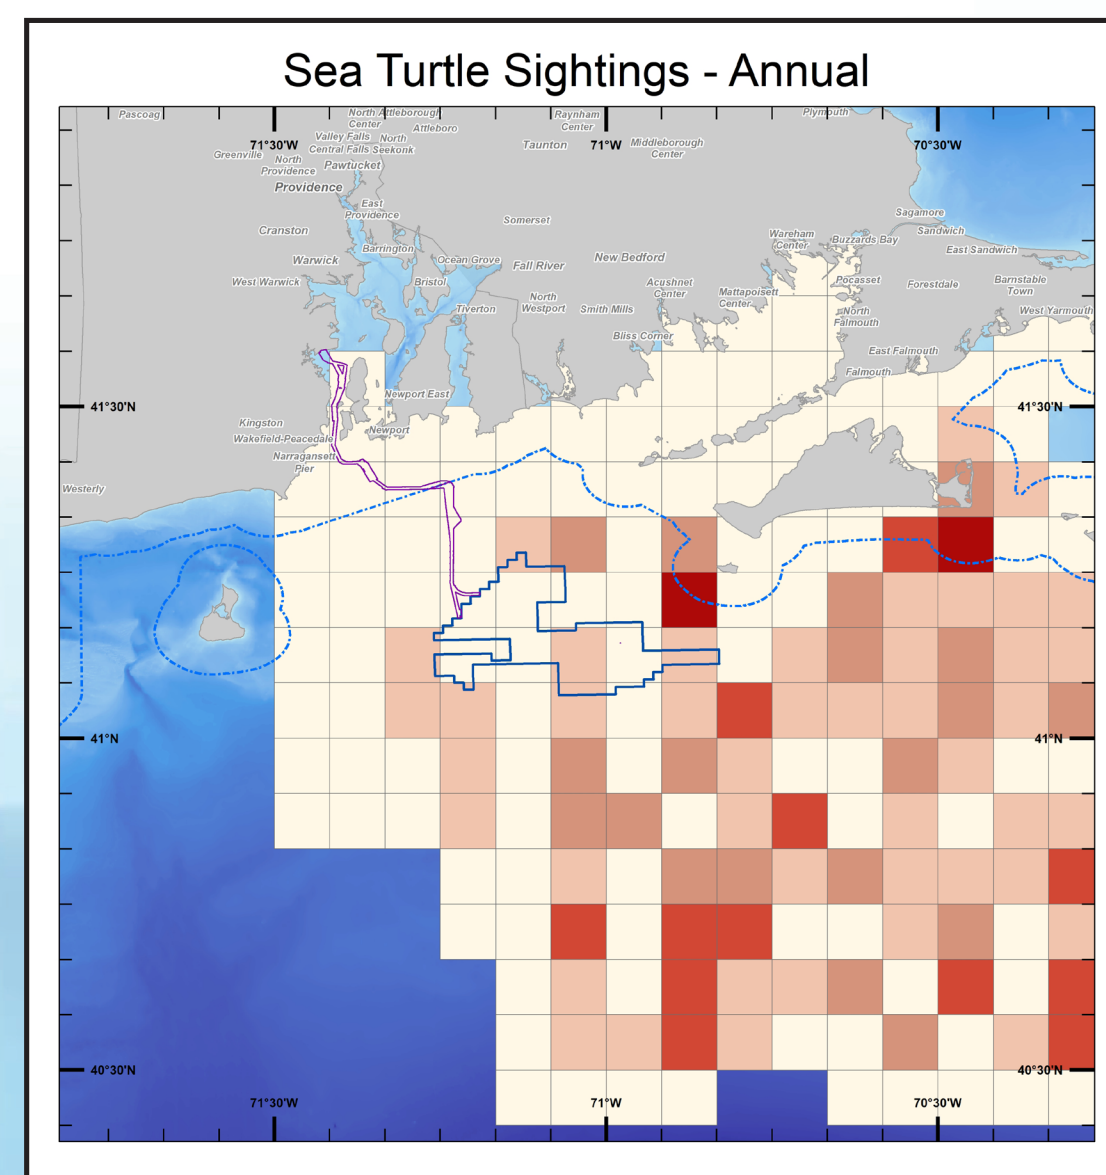 Sea Turtle Sightings - Annual
Pascoag
North Attleborough
Center
Raynham
Center
Plymouth
71°30'W
71°W
70°30'W
Attleboro
Valley Falls
North
Central Falls
Seekonk
Taunton
Middleborough
Center
Greenville
North
Providence
Pawtucket
Providence
East
Providence
Somerset
Sagamore
Cranston
Sandwich
Wareham
Center
Buzzards Bay
Barrington
East Sandwich
Warwick
Ocean Grove
Fall River
New Bedford
West Warwick
Bristol
Acushnet
Center
Mattapoisett
Center
Pocasset
Forestdale
Barnstable
Town
Tiverton
North
Westport
Smith Mills
North
Falmouth
West Yarmouth
Bliss Corner
East Falmouth
Falmouth
Newport East
41°30'N
41°30'N
Kingston
Newport
Wakefield-Peacedale
Narragansett
Pier
Westerly
41°N
41°N
40°30'N
40°30'N
71°30'W
71°W
70°30'W